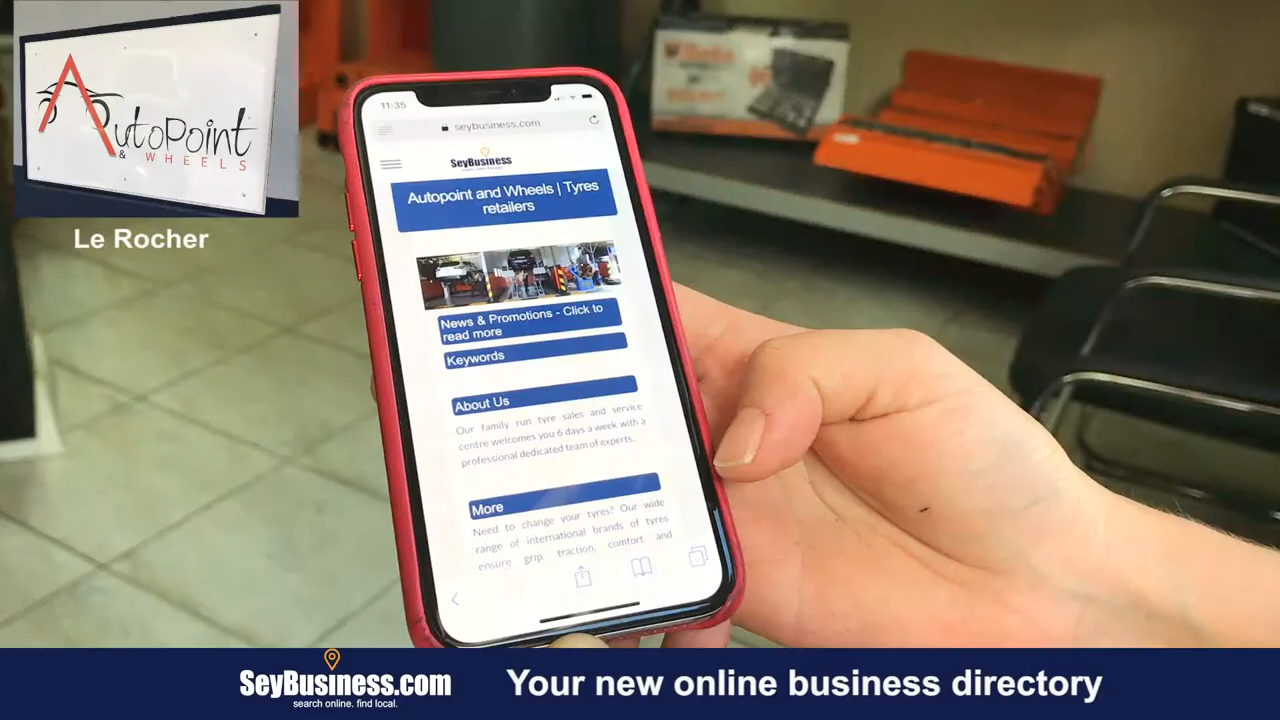 AutoPoint
& WHEELS
Le Rocher
11:35
seybusiness.com
SeyBusiness
Autopoint and Wheels | Tyres
retailers
News & Promotions - Click to
read more
Keywords
About Us
Our family run tyre sales and service
centre welcomes you 6 days a week with a
professional dedicated team of experts.
More
Need to change your tyres? Our wide
range of international brands of tyres
ensure grip, traction, comfort and
Beta
SeyBusiness.com
search online. find local.
Your new online business directory